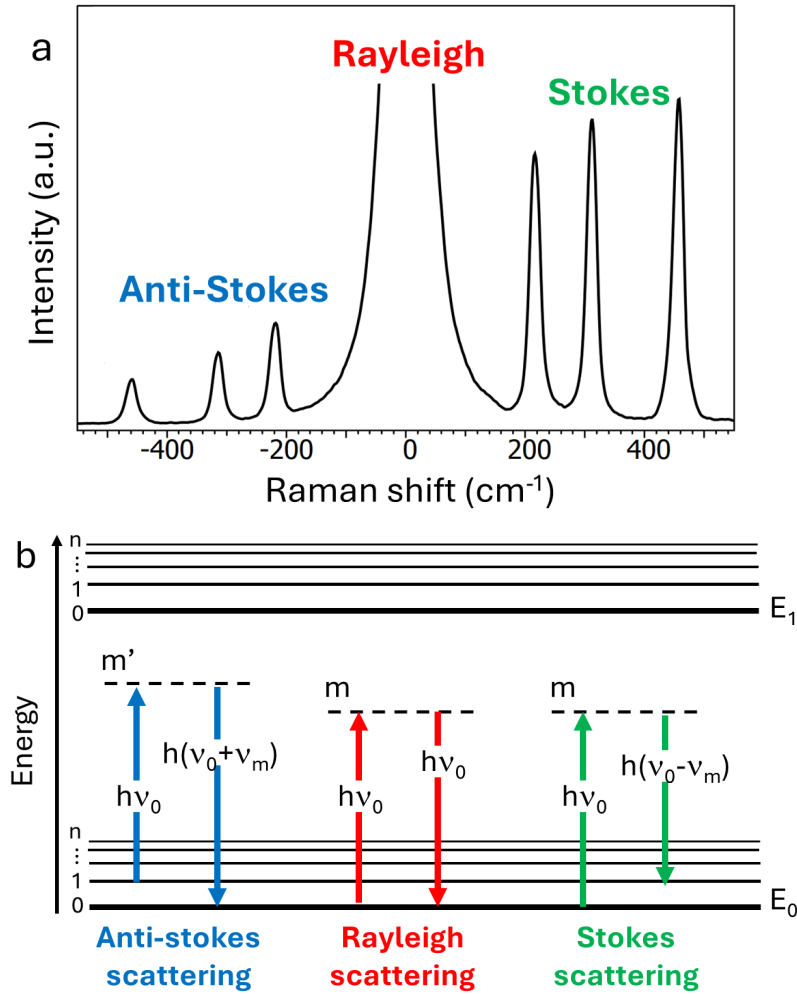 a
Rayleigh
Stokes
Anti-Stokes
Intensity (a.u.)
-400 -200 0 200 400
Raman shift (cm-1)
b
n
⋮
1
0
E1
m’
m
m
Energy
h(ν0+νm)
hν0
hν0
h(ν0-νm)
hν0
hν0
n
⋮
1
0
E0
Anti-stokes
scattering
Rayleigh
scattering
Stokes
scattering